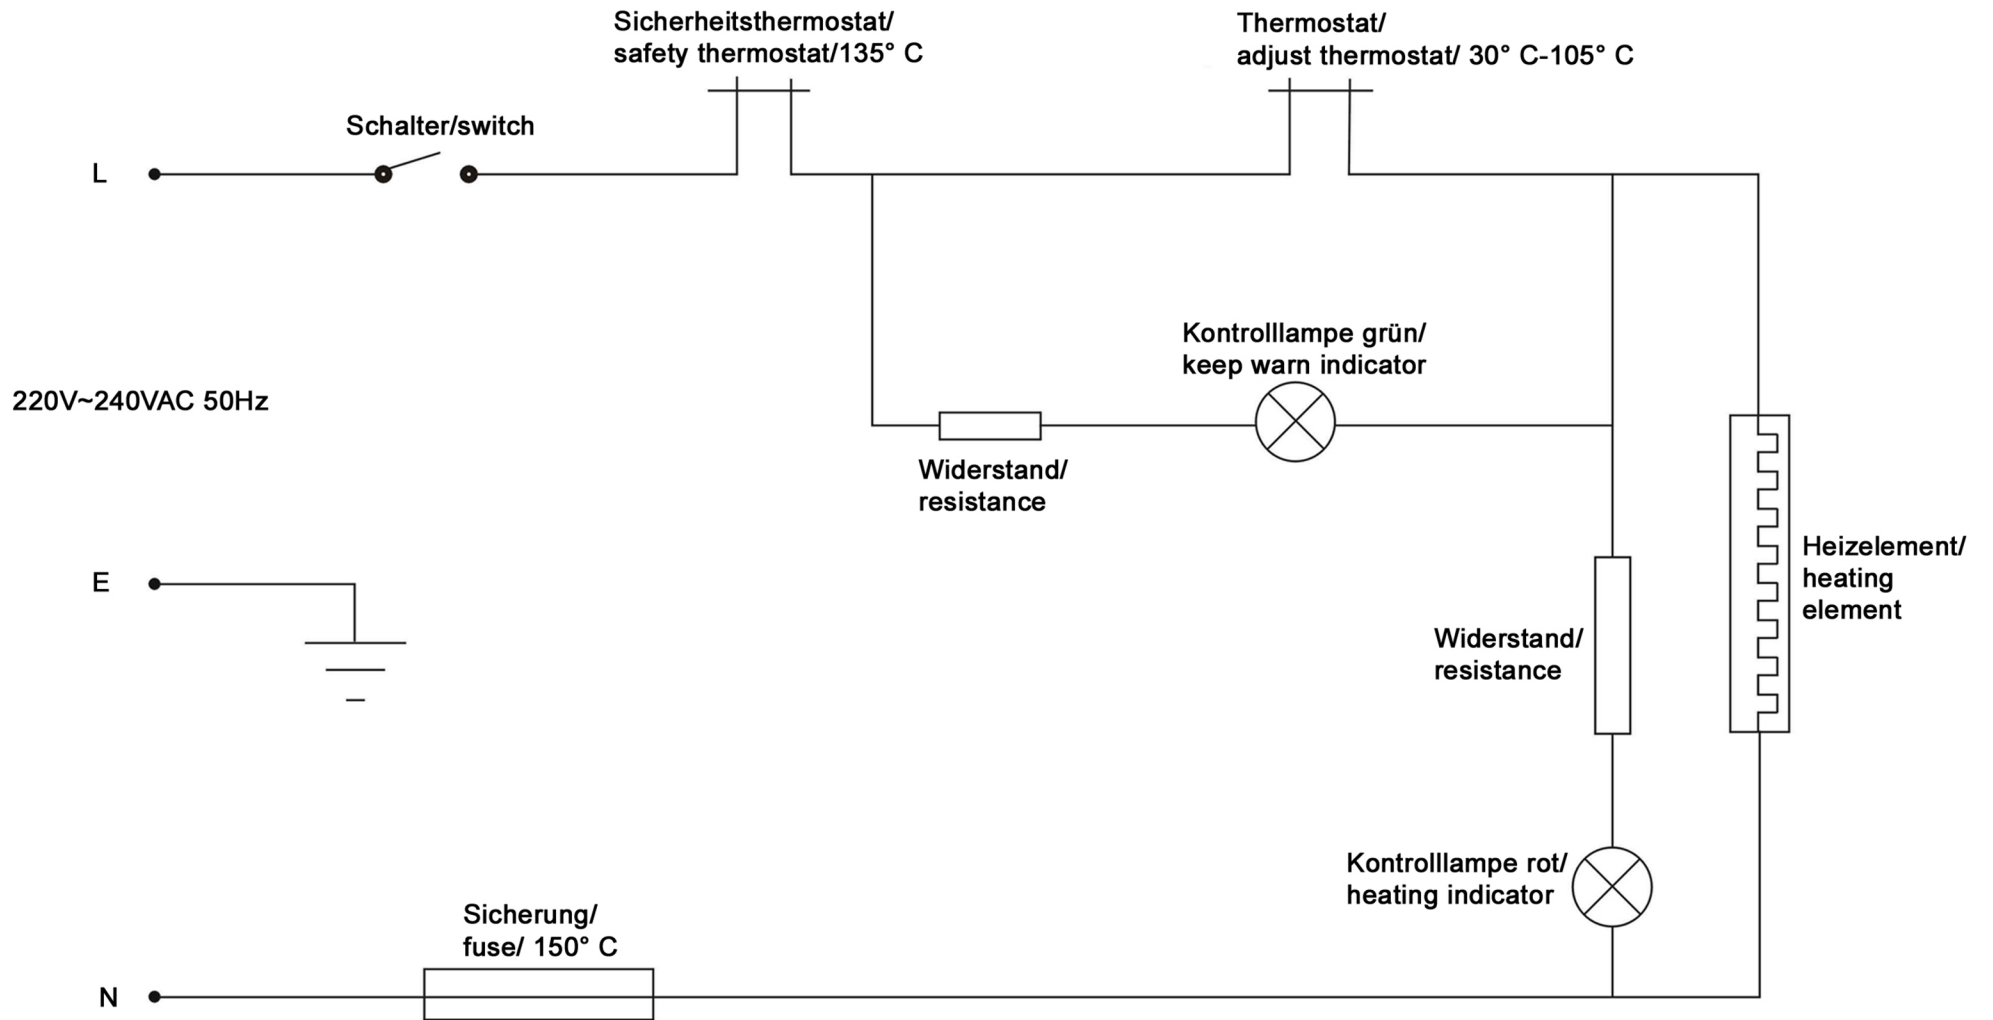 Sicherheitsthermostat/
safety thermostat/135° C
Thermostat/
adjust thermostat/ 30° C-105° C
Schalter/switch
L
Kontrolllampe grün/
keep warn indicator
220V~240VAC 50Hz
Widerstand/
resistance
Heizelement/
heating
element
E
Widerstand/
resistance
Kontrolllampe rot/
heating indicator
Sicherung/
fuse/ 150° C
N